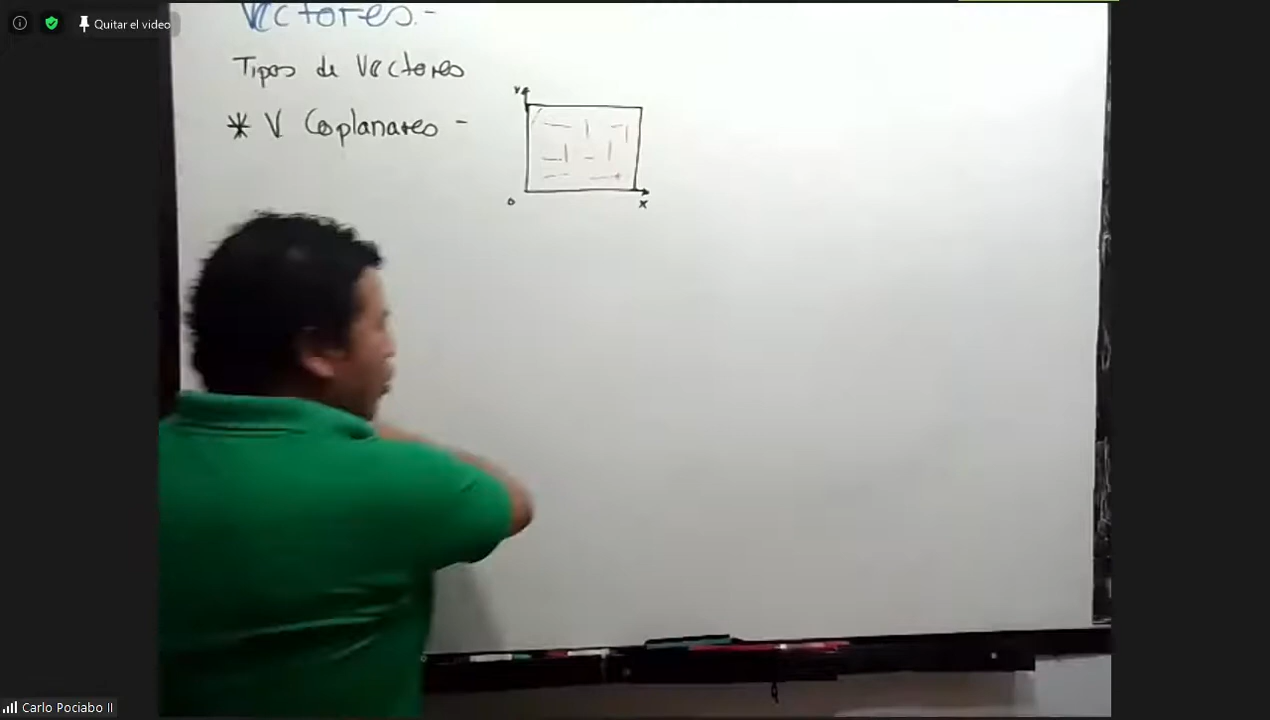 Quitar el video
Vectores.-
Tipos de Vectores
* V. Coplanares -
Y
o
X
Carlo Pociabo II